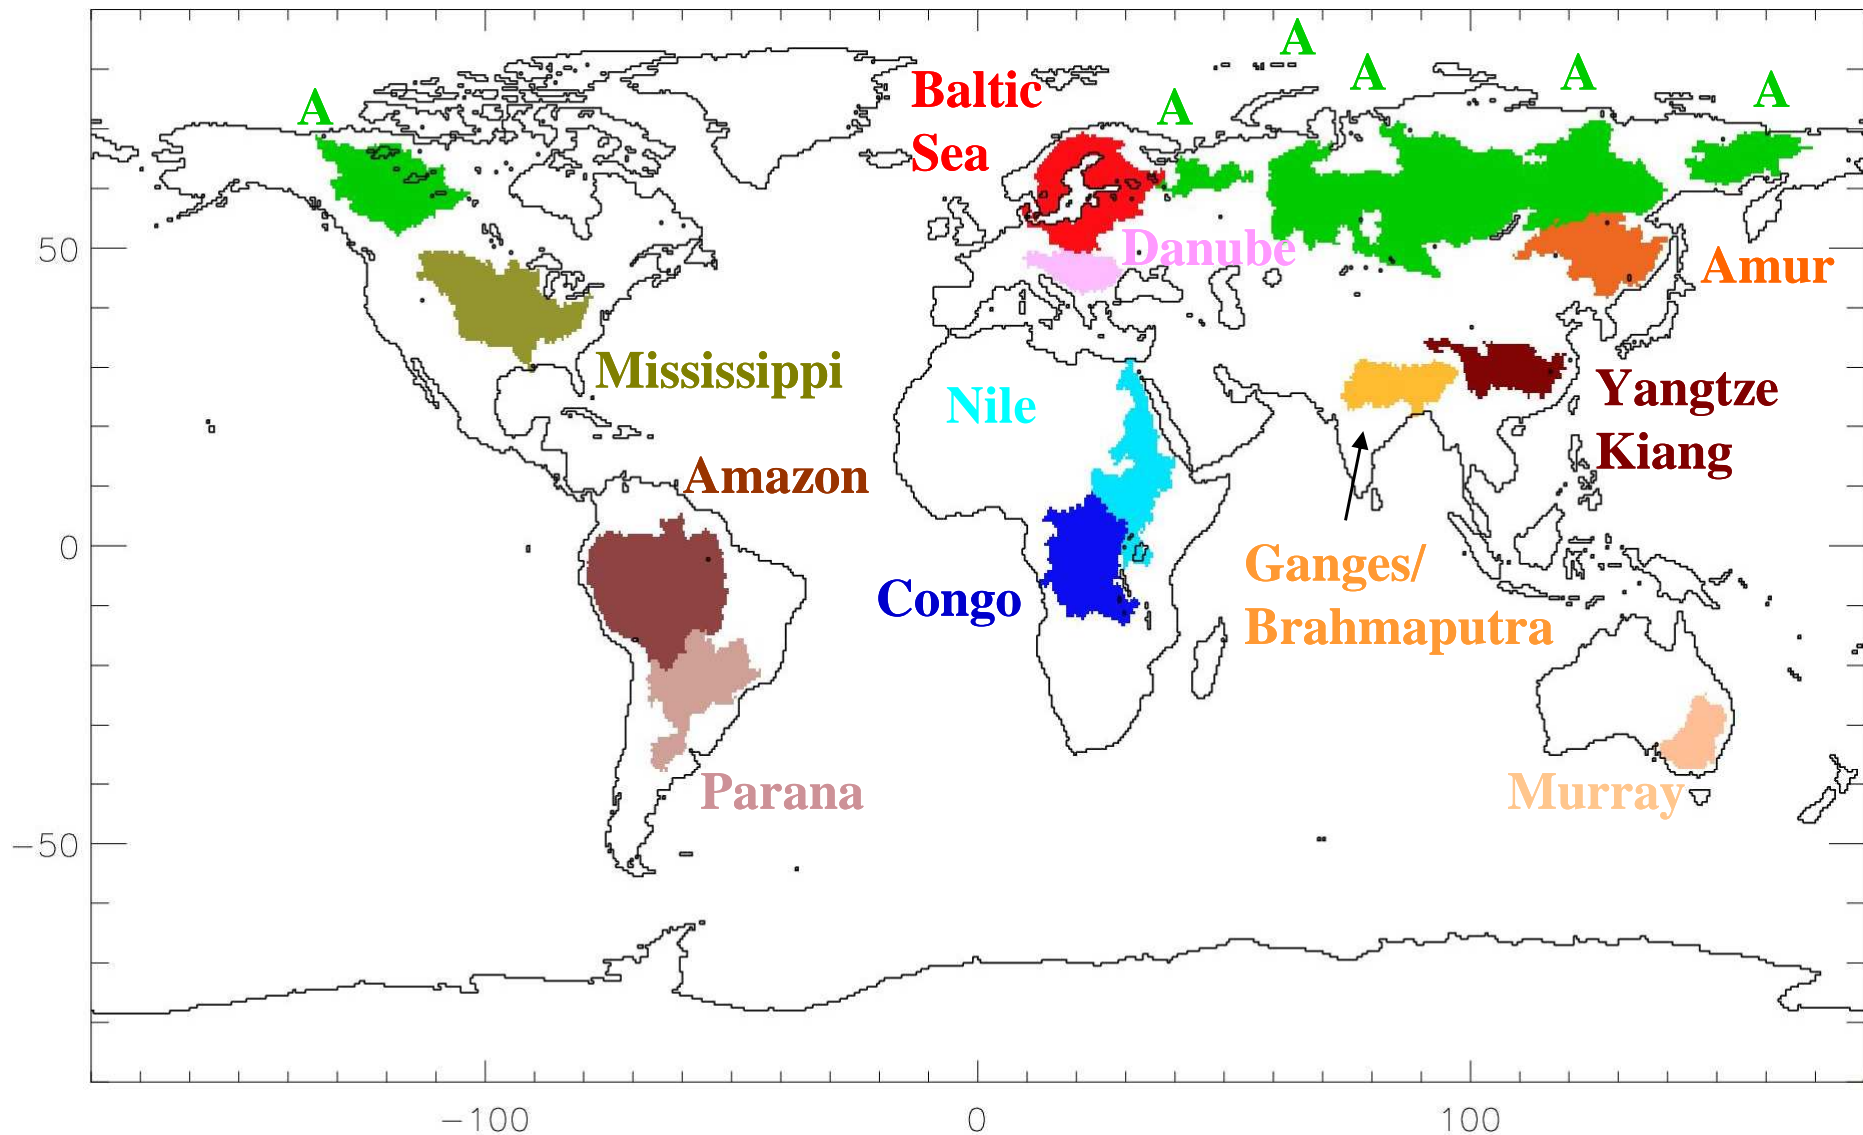 A
A
A
A
A
A
Baltic
Sea
Danube
Amur
Mississippi
Nile
Yangtze
Kiang
Amazon
Congo
Ganges/
Brahmaputra
Parana
Murray
50
0
−50
−100
0
100